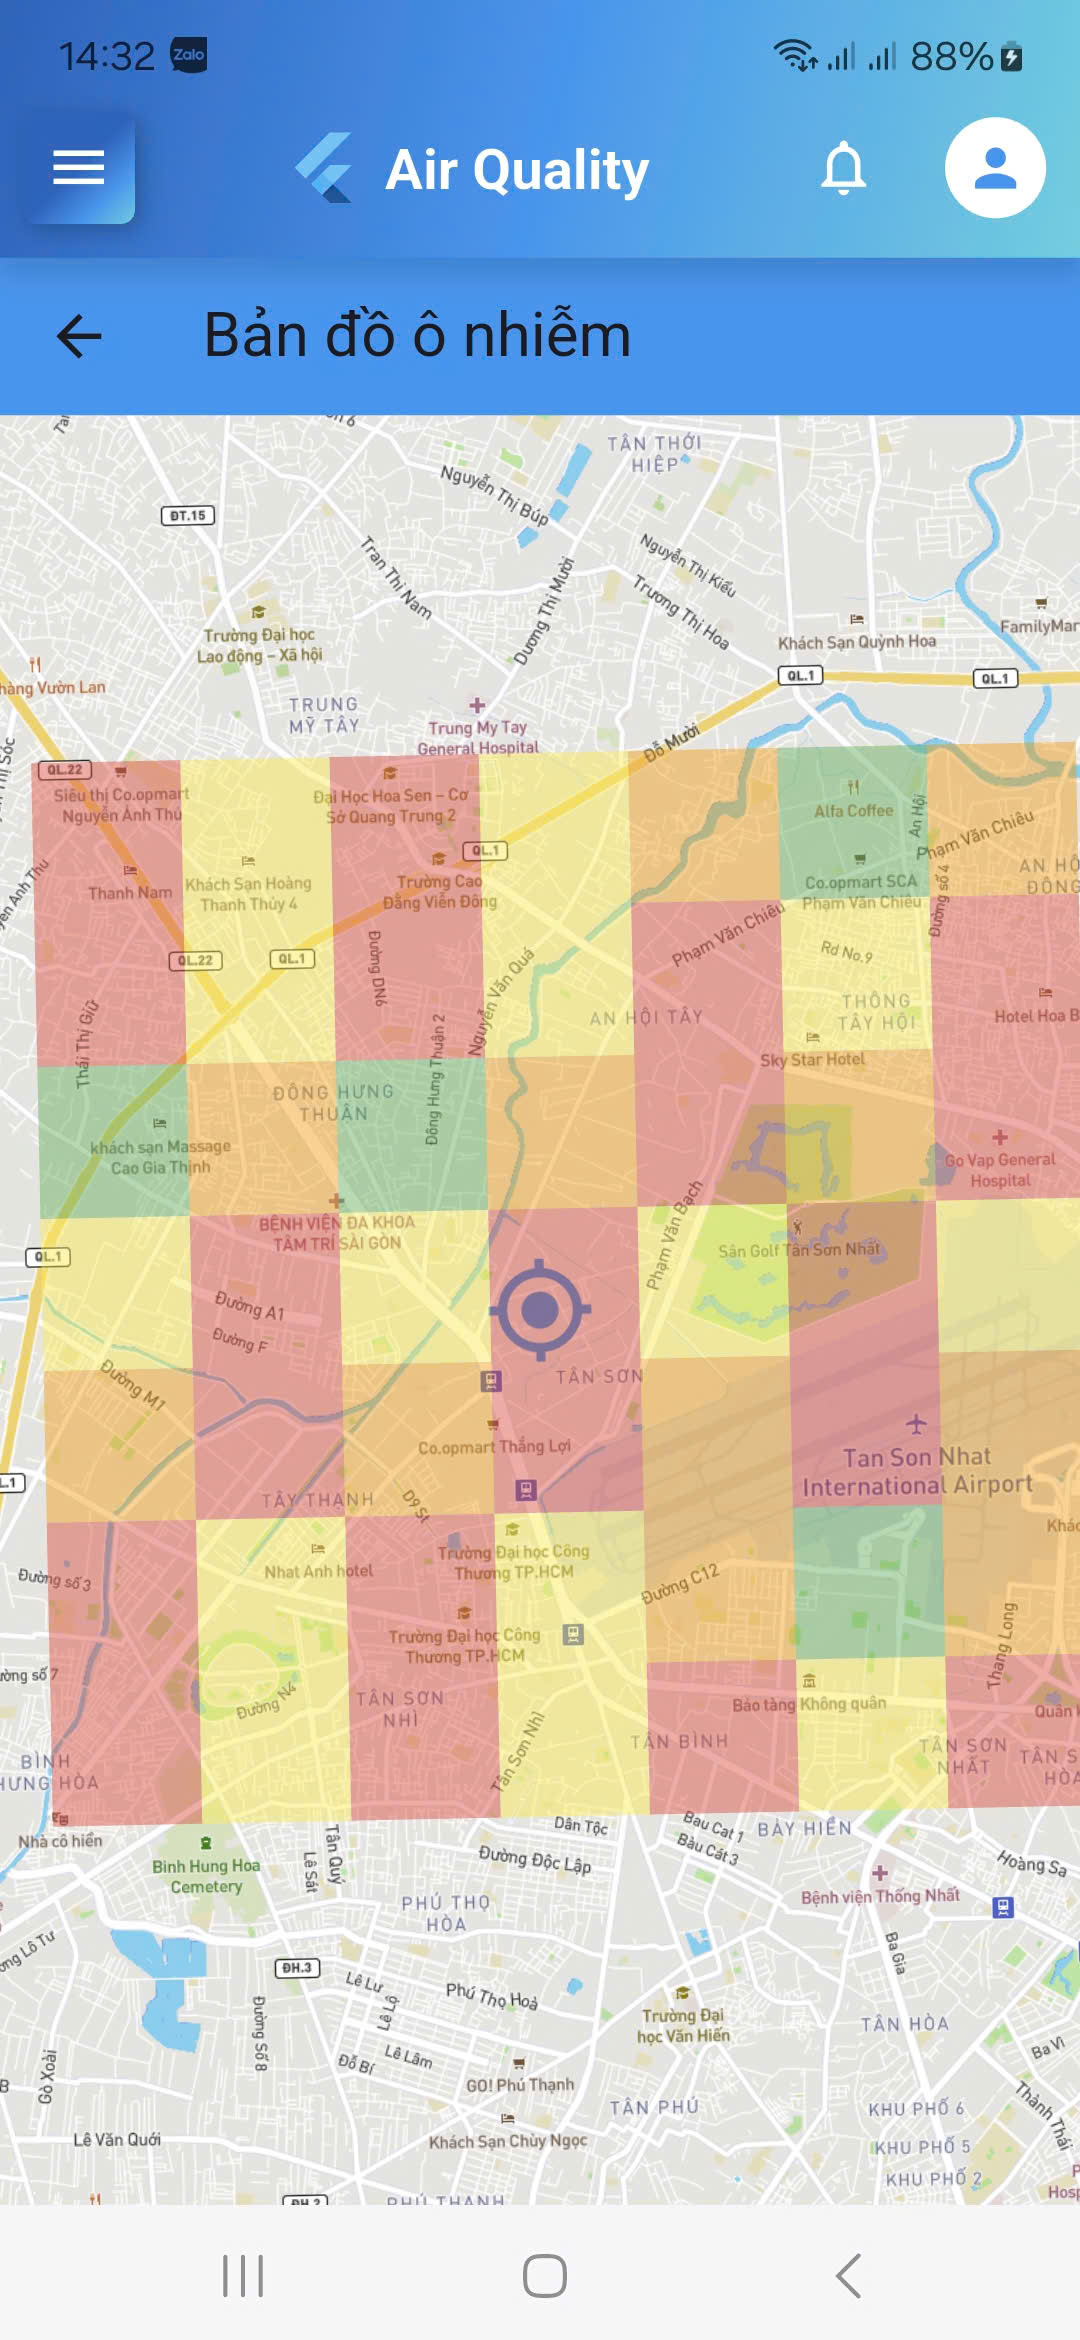 14:32 Zalo 88%
Air Quality
Bản đồ ô nhiễm
TÂN THỚI
HIỆP
Nguyễn Thị Búp
ĐT.15
Tran Thi Nam
Nguyễn Thị Kiểu
Trương Thị Hoa
Dương Thị Mười
FamilyMar
Trường Đại học
Lao động – Xã hội
Khách Sạn Quỳnh Hoa
hàng Vườn Lan
QL.1
QL.1
TRUNG
MỸ TÂY
Trung My Tay
General Hospital
Đỗ Mười
QL.22
Siêu thị Co.opmart
Nguyễn Ảnh Thủ
Đại Học Hoa Sen – Cơ
Sở Quang Trung 2
Alfa Coffee
An Hội
Phạm Văn Chiêu
QL.1
Thanh Nam
Khách Sạn Hoàng
Thanh Thủy 4
Trường Cao
Đẳng Viễn Đông
Co.opmart SCA
Phạm Văn Chiêu
AN HỘ
ĐÔNG
Đường số 4
Phạm Văn Chiêu
QL.22
QL.1
Đường DN6
Nguyễn Văn Quá
Rd No.9
THÔNG
TÂY HỘI
AN HỘI TÂY
Hotel Hoa B
Thái Thị Giữ
Đông Hưng Thuận 2
Sky Star Hotel
ĐÔNG HƯNG
THUẬN
khách sạn Massage
Cao Gia Thịnh
Go Vap General
Hospital
BỆNH VIỆN ĐA KHOA
TÂM TRÍ SÀI GÒN
Phạm Văn Bạch
Sân Golf Tân Sơn Nhất
QL.1
Đường A1
Đường F
Đường M1
TÂN SƠN
Co.opmart Thắng Lợi
Tan Son Nhat
International Airport
L.1
TÂY THẠNH
D9 St
Khác
Trường Đại học Công
Thương TP.HCM
Nhat Anh hotel
Đường số 3
Đường C12
Thang Long
Trường Đại học Công
Thương TP.HCM
ường số 7
Đường N4
TÂN SƠN
NHÌ
Bảo tàng Không quân
Quân k
Tân Sơn Nhì
TÂN BÌNH
TÂN SƠN
NHẤT
TÂN S
HÒA
BÌNH
HƯNG HÒA
Nhà cô hiền
Dân Tộc
Bau Cat 1
Bàu Cát 3
BẢY HIỀN
Binh Hung Hoa
Cemetery
Lê Sát
Tân Quý
Đường Độc Lập
Hoàng Sa
Bệnh viện Thống Nhất
PHÚ THỌ
HÒA
ơng Lô Tư
ĐH.3
Ba Gia
Lê Lư
Lê Lộ
Phú Thọ Hoà
Đường Số 8
Trường Đại
học Văn Hiến
TÂN HÒA
Ba Vì
Gò Xoài
Đỗ Bí
Lê Lâm
GO! Phú Thạnh
TÂN PHÚ
KHU PHỐ 6
Thành Thái
Lê Văn Quới
Khách Sạn Chùy Ngọc
KHU PHỐ 5
KHU PHỐ 2
Hosp
ĐH.2
PHÚ THẠNH